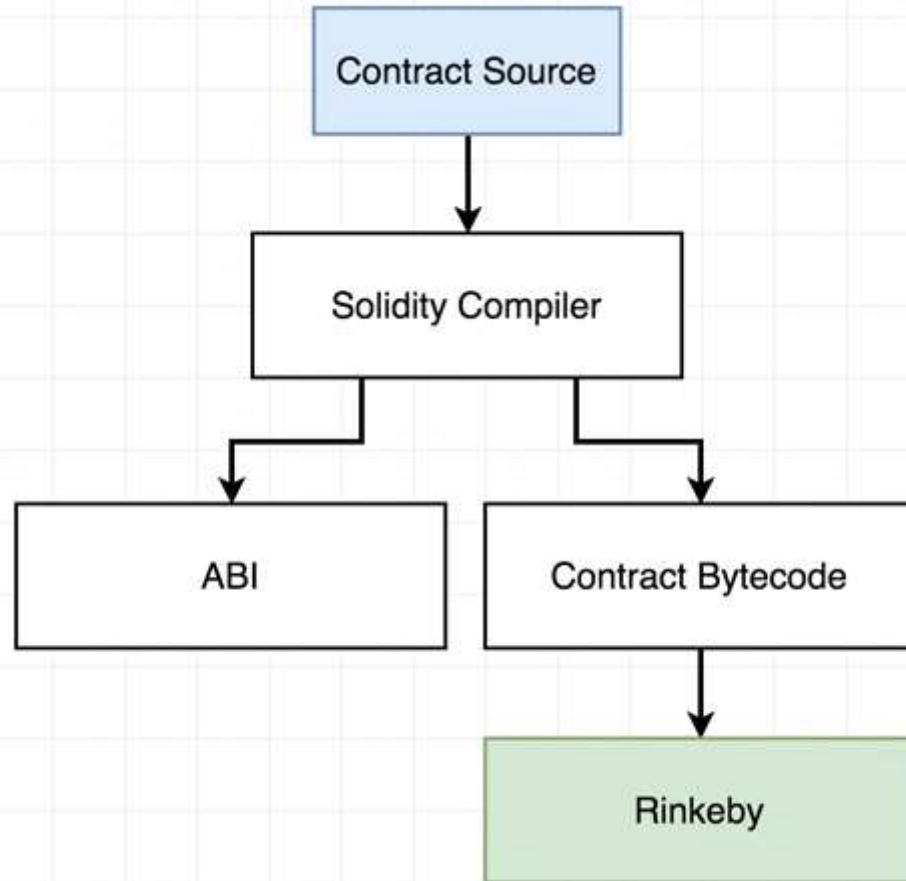 Contract Source
Solidity Compiler
ABI
Contract Bytecode
Rinkeby